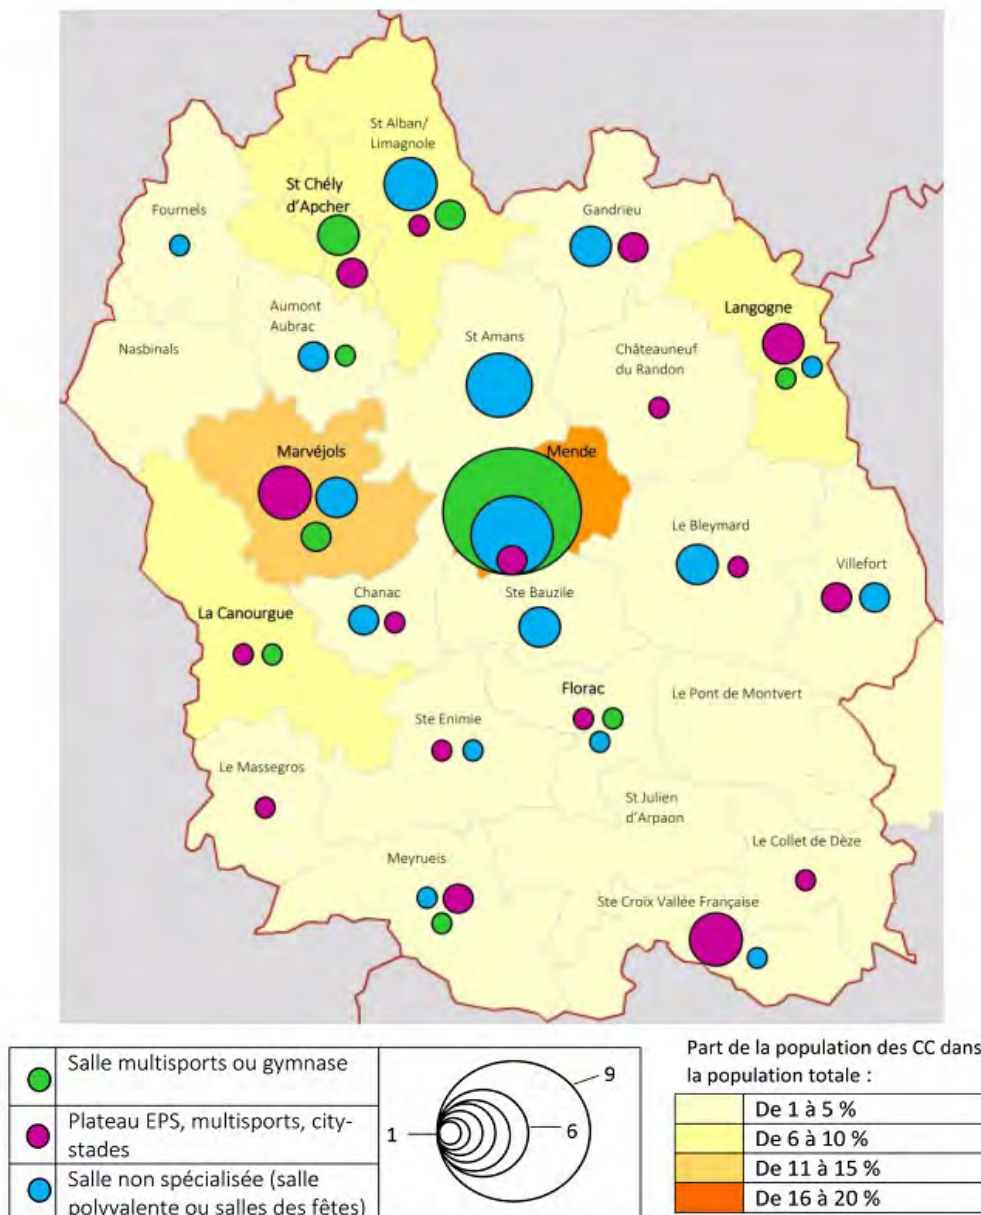 St Alban/
Limagnole
St Chély
d'Apcher
Fournels
Gandrieu
Langogne
Aumont
Aubrac
Nasbinals
St Amans
Châteauneuf
du Randon
Marvéjols
Mende
Le Bleymard
Villefort
Chanac
Ste Bauzile
La Canourgue
Florac
Le Pont de Montvert
Ste Enimie
Le Massegros
St Julien
d'Arpaon
Le Collet de Dèze
Meyrueis
Ste Croix Vallée Française
Salle multisports ou gymnase
Plateau EPS, multisports, city-
stades
Salle non spécialisée (salle
polyvalente ou salles des fêtes)
1
6
9
Part de la population des CC dans
la population totale :
De 1 à 5 %
De 6 à 10 %
De 11 à 15 %
De 16 à 20 %